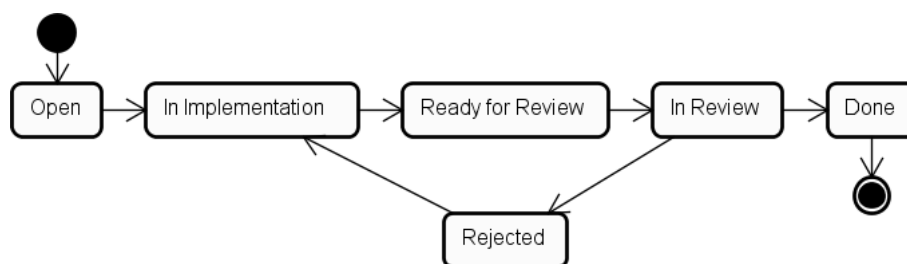 Open
In Implementation
Ready for Review
In Review
Done
Rejected